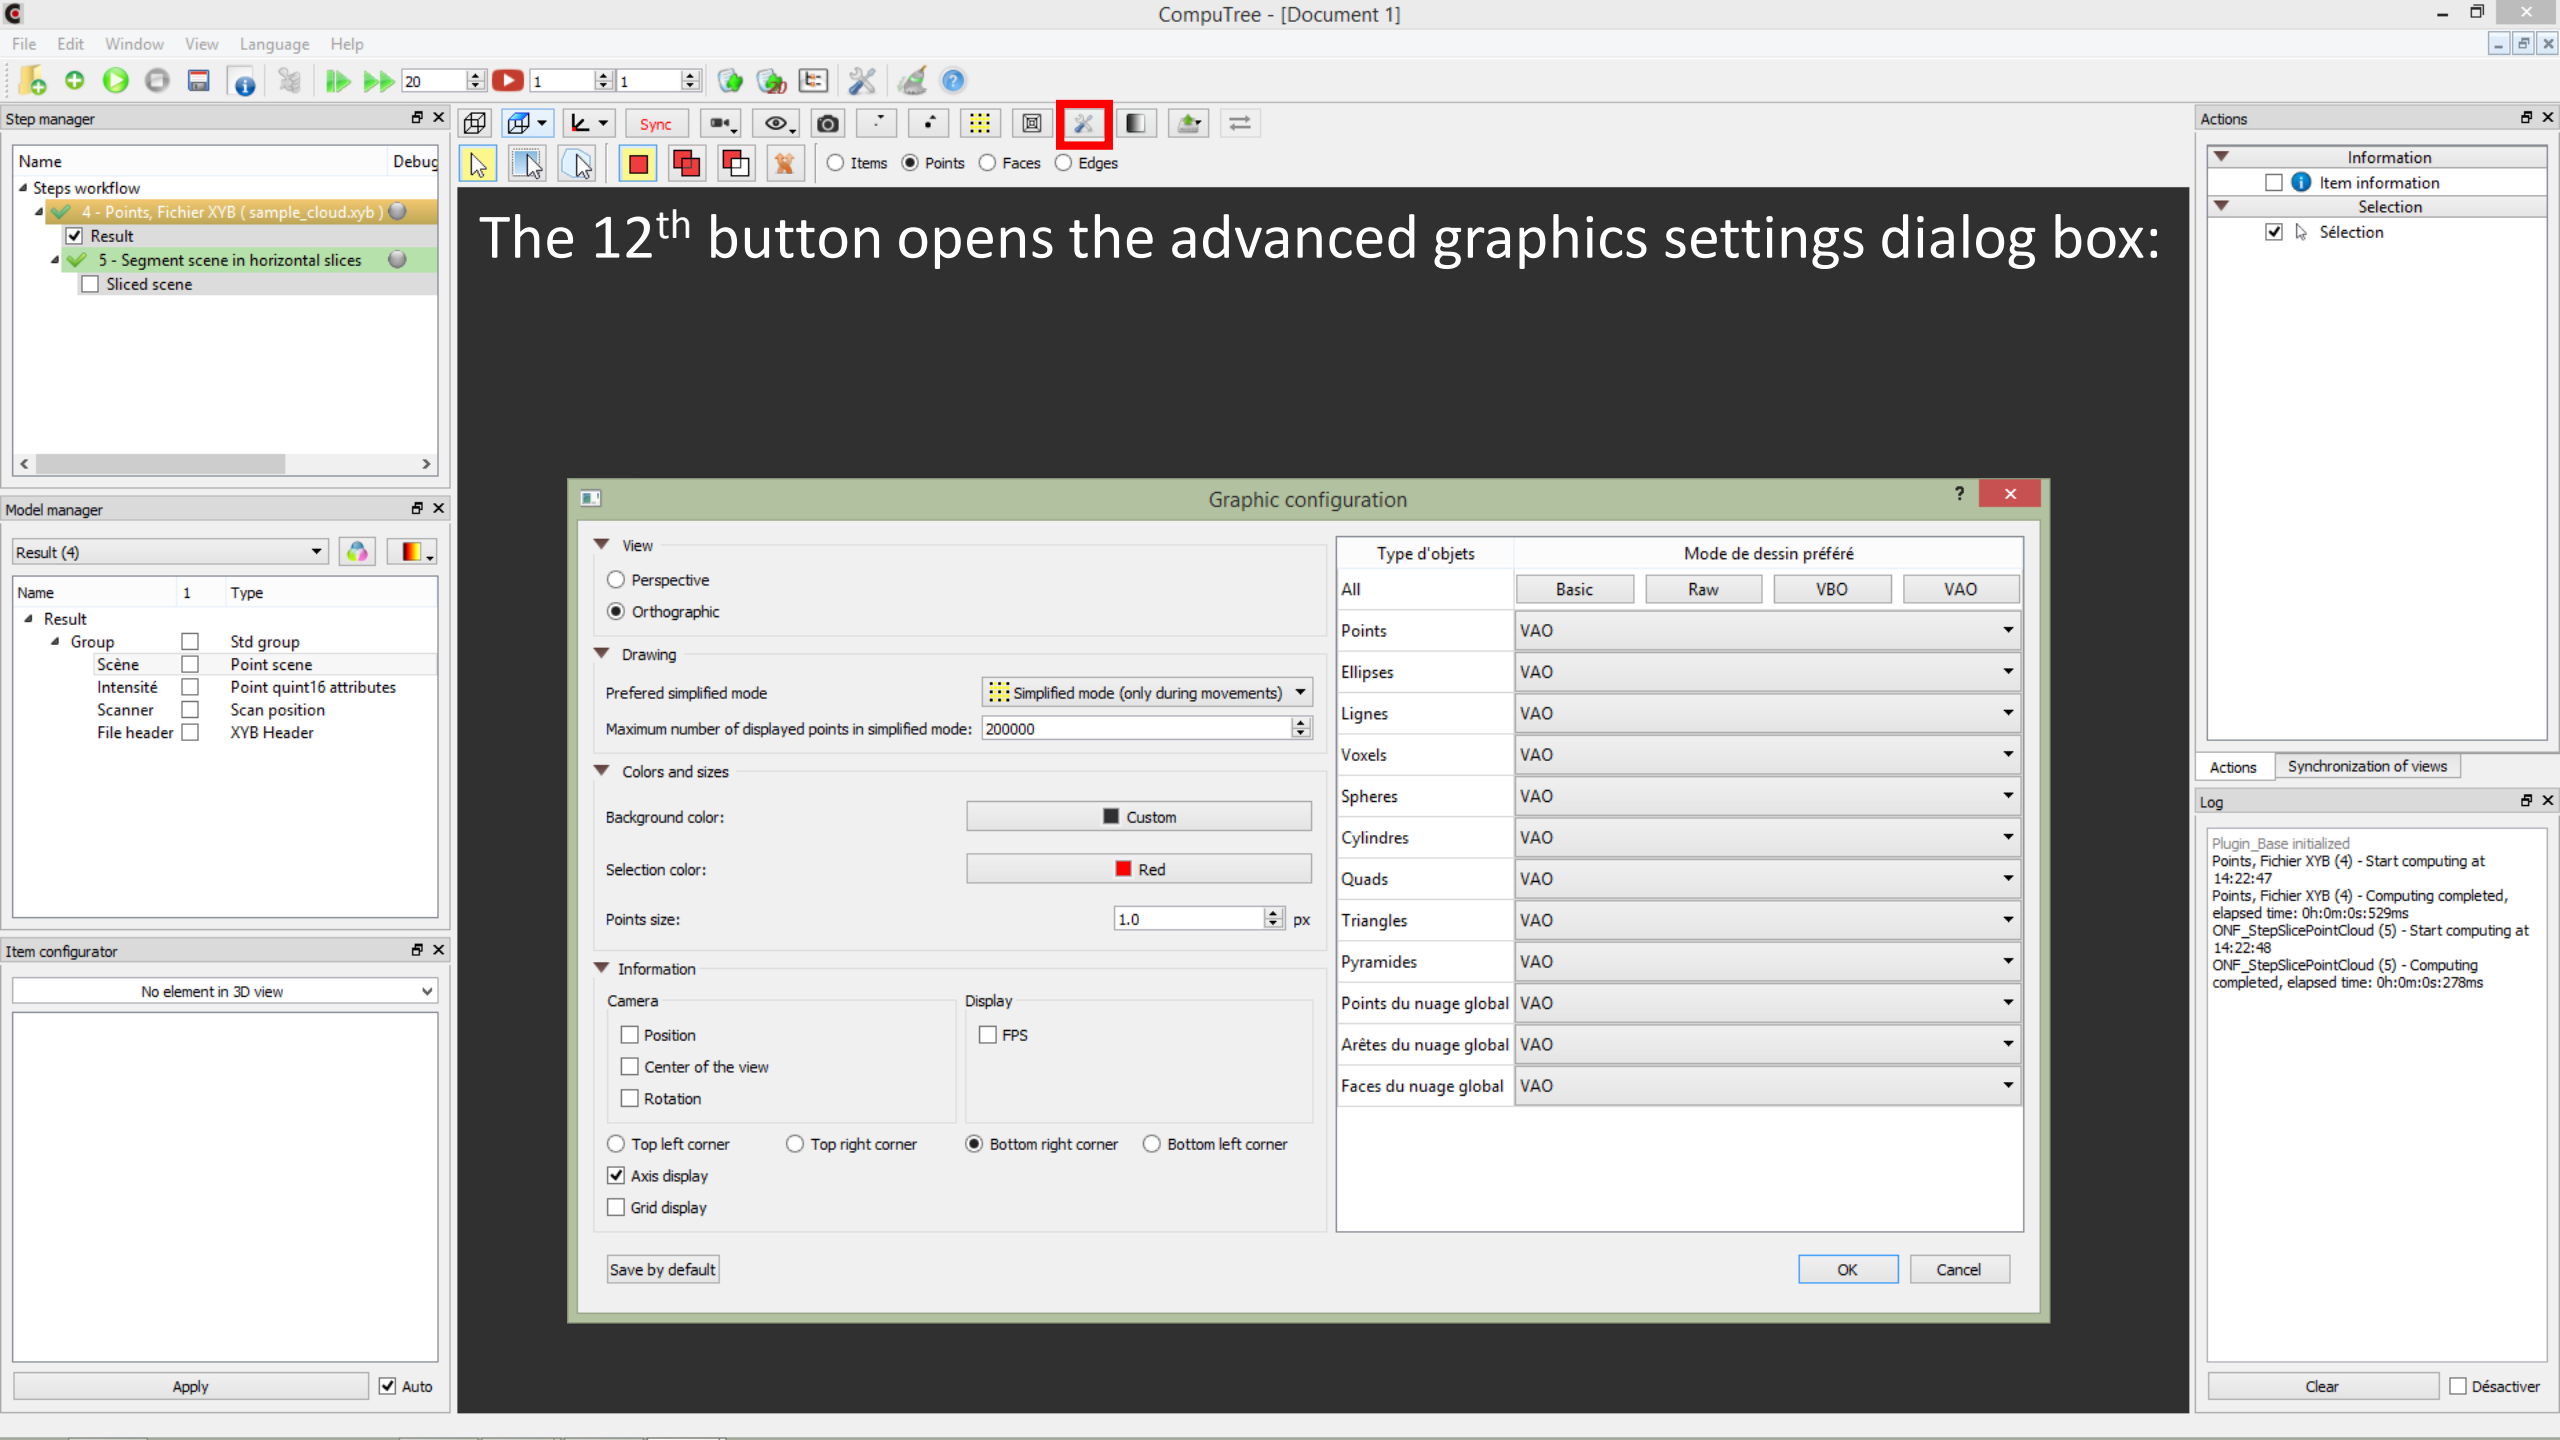 CompuTree - [Document 1]
File Edit Window View Language Help
20 1 1
Step manager
Name Debug
Steps workflow
4 - Points, Fichier XYB ( sample_cloud.xyb )
Result
5 - Segment scene in horizontal slices
Sliced scene
Sync
Items Points Faces Edges
The 12th button opens the advanced graphics settings dialog box:
Actions
Information
Item information
Selection
Sélection
Model manager
Result (4)
Name 1 Type
Result
Group Std group
Scène Point scene
Intensité Point quint16 attributes
Scanner Scan position
File header XYB Header
Item configurator
No element in 3D view
Apply Auto
Graphic configuration
View
Perspective
Orthographic
Drawing
Prefered simplified mode Simplified mode (only during movements)
Maximum number of displayed points in simplified mode: 200000
Colors and sizes
Background color: Custom
Selection color: Red
Points size: 1.0 px
Information
Camera Display
Position FPS
Center of the view
Rotation
Top left corner Top right corner Bottom right corner Bottom left corner
Axis display
Grid display
Save by default
Type d'objets Mode de dessin préféré
All Basic Raw VBO VAO
Points VAO
Ellipses VAO
Lignes VAO
Voxels VAO
Spheres VAO
Cylindres VAO
Quads VAO
Triangles VAO
Pyramides VAO
Points du nuage global VAO
Arêtes du nuage global VAO
Faces du nuage global VAO
OK Cancel
Actions Synchronization of views
Log
Plugin_Base initialized
Points, Fichier XYB (4) - Start computing at
14:22:47
Points, Fichier XYB (4) - Computing completed,
elapsed time: 0h:0m:0s:529ms
ONF_StepSlicePointCloud (5) - Start computing at
14:22:48
ONF_StepSlicePointCloud (5) - Computing
completed, elapsed time: 0h:0m:0s:278ms
Clear Désactiver